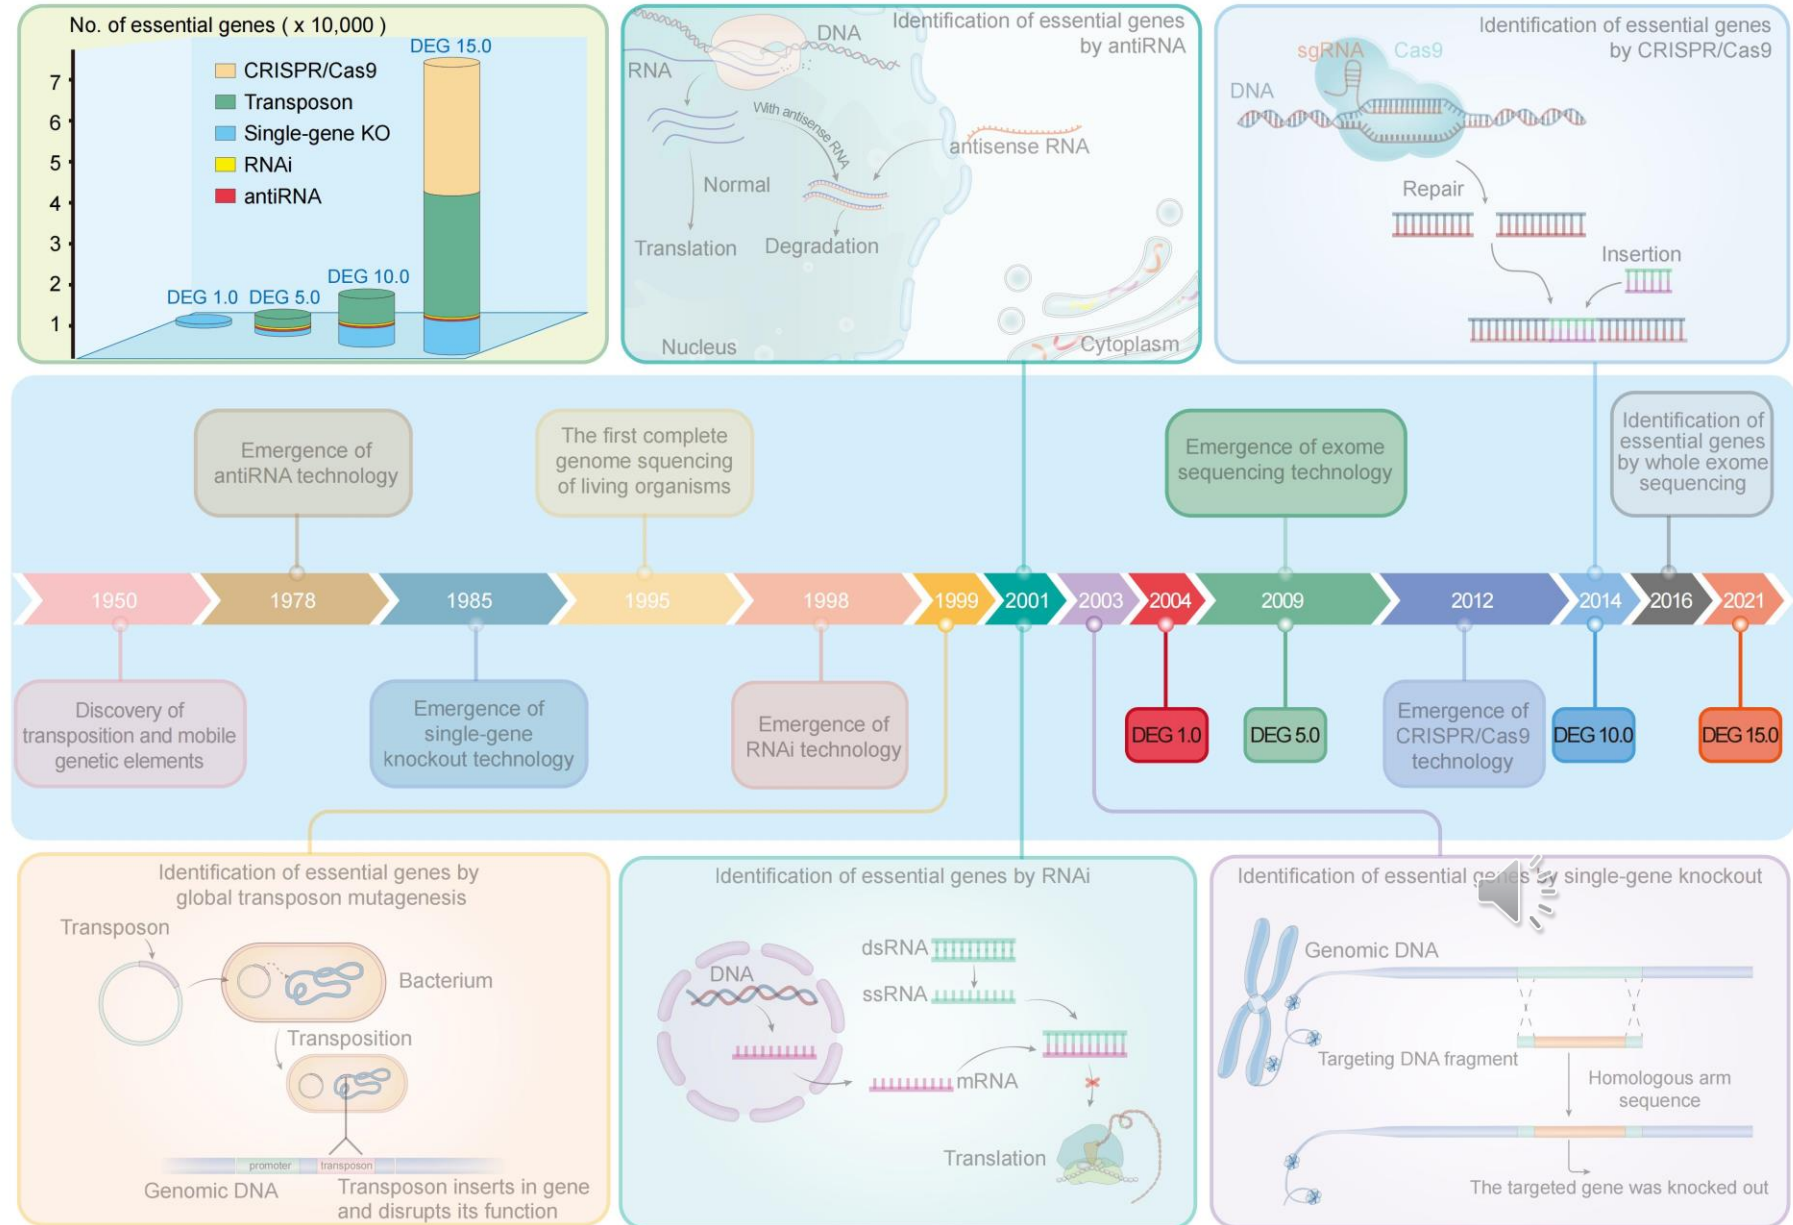 No. of essential genes ( x 10,000 )
7
6
5
4
3
2
1
CRISPR/Cas9
Transposon
Single-gene KO
RNAi
antiRNA
DEG 1.0
DEG 5.0
DEG 10.0
DEG 15.0
Identification of essential genes
by antiRNA
DNA
RNA
With antisense RNA
antisense RNA
Normal
Translation
Degradation
Nucleus
Cytoplasm
Identification of essential genes
by CRISPR/Cas9
sgRNA
Cas9
DNA
Repair
Insertion
Emergence of
antiRNA technology
The first complete
genome squencing
of living organisms
Emergence of exome
sequencing technology
Identification of
essential genes
by whole exome
sequencing
1950
1978
1985
1995
1998
1999
2001
2003
2004
2009
2012
2014
2016
2021
Discovery of
transposition and mobile
genetic elements
Emergence of
single-gene
knockout technology
Emergence of
RNAi technology
DEG 1.0
DEG 5.0
Emergence of
CRISPR/Cas9
technology
DEG 10.0
DEG 15.0
Identification of essential genes by
global transposon mutagenesis
Transposon
Bacterium
Transposition
promoter
transposon
Genomic DNA
Transposon inserts in gene
and disrupts its function
Identification of essential genes by RNAi
dsRNA
DNA
ssRNA
mRNA
Translation
Identification of essential genes by single-gene knockout
Genomic DNA
Targeting DNA fragment
Homologous arm
sequence
The targeted gene was knocked out